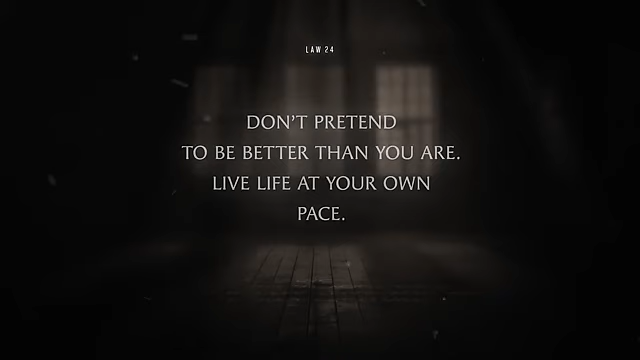 LAW 24
DON'T PRETEND
TO BE BETTER THAN YOU ARE.
LIVE LIFE AT YOUR OWN
PACE.